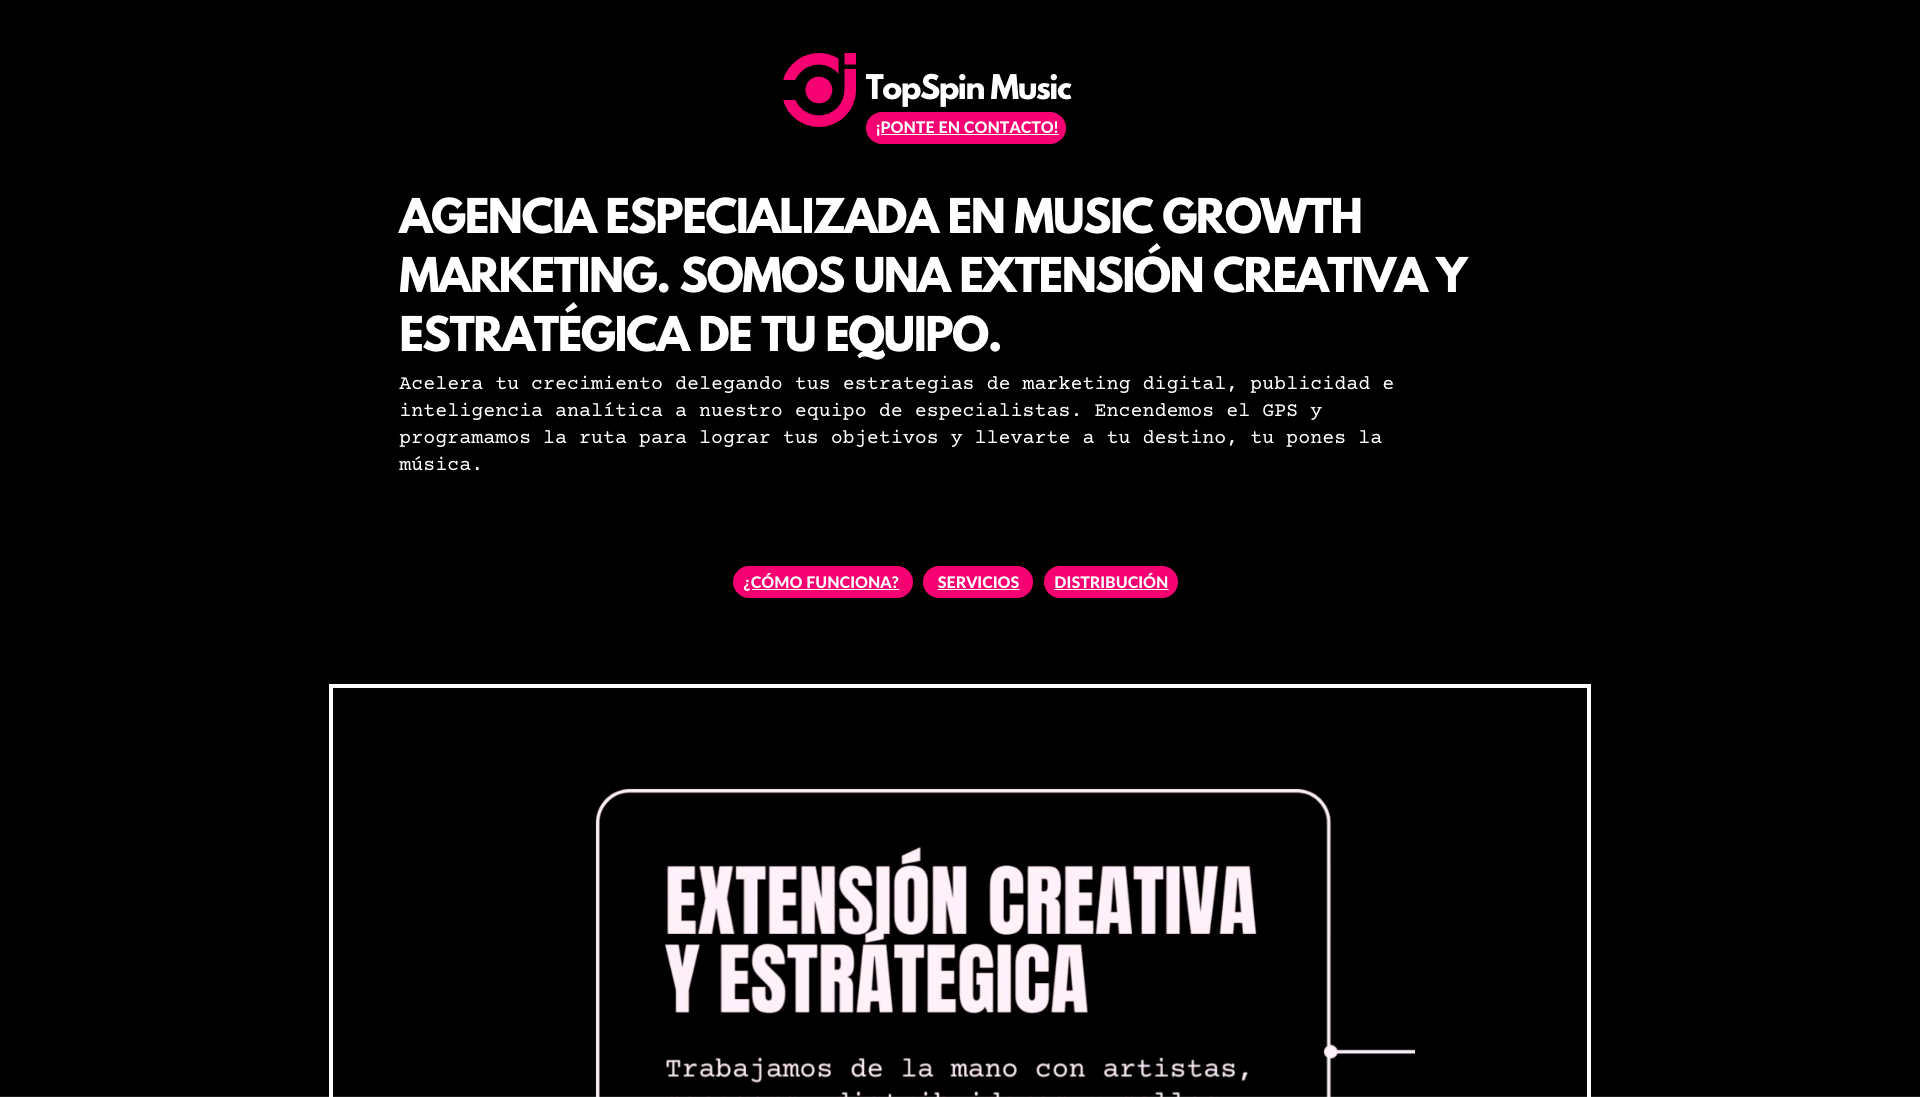 TopSpin Music
¡PONTE EN CONTACTO!
AGENCIA ESPECIALIZADA EN MUSIC GROWTH
MARKETING. SOMOS UNA EXTENSIÓN CREATIVA Y
ESTRATÉGICA DE TU EQUIPO.
Acelera tu crecimiento delegando tus estrategias de marketing digital, publicidad e
inteligencia analítica a nuestro equipo de especialistas. Encendemos el GPS y
programamos la ruta para lograr tus objetivos y llevarte a tu destino, tu pones la
música.
¿CÓMO FUNCIONA?
SERVICIOS
DISTRIBUCIÓN
EXTENSIÓN CREATIVA
Y ESTRÁTEGICA
Trabajamos de la mano con artistas,